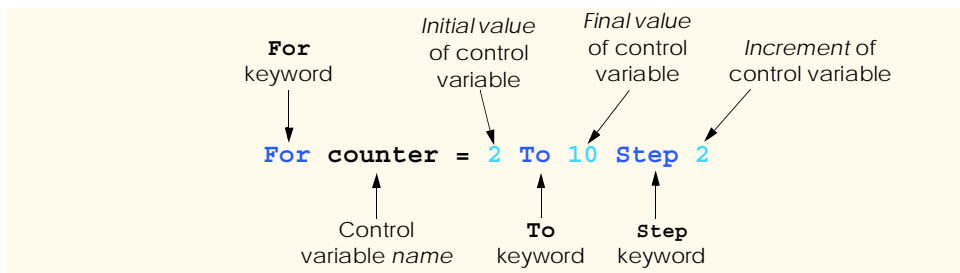 For
keyword
Initial value
of control
variable
Final value
of control
variable
Increment of
control variable
For counter = 2 To 10 Step 2
Control
variable name
To
keyword
Step
keyword